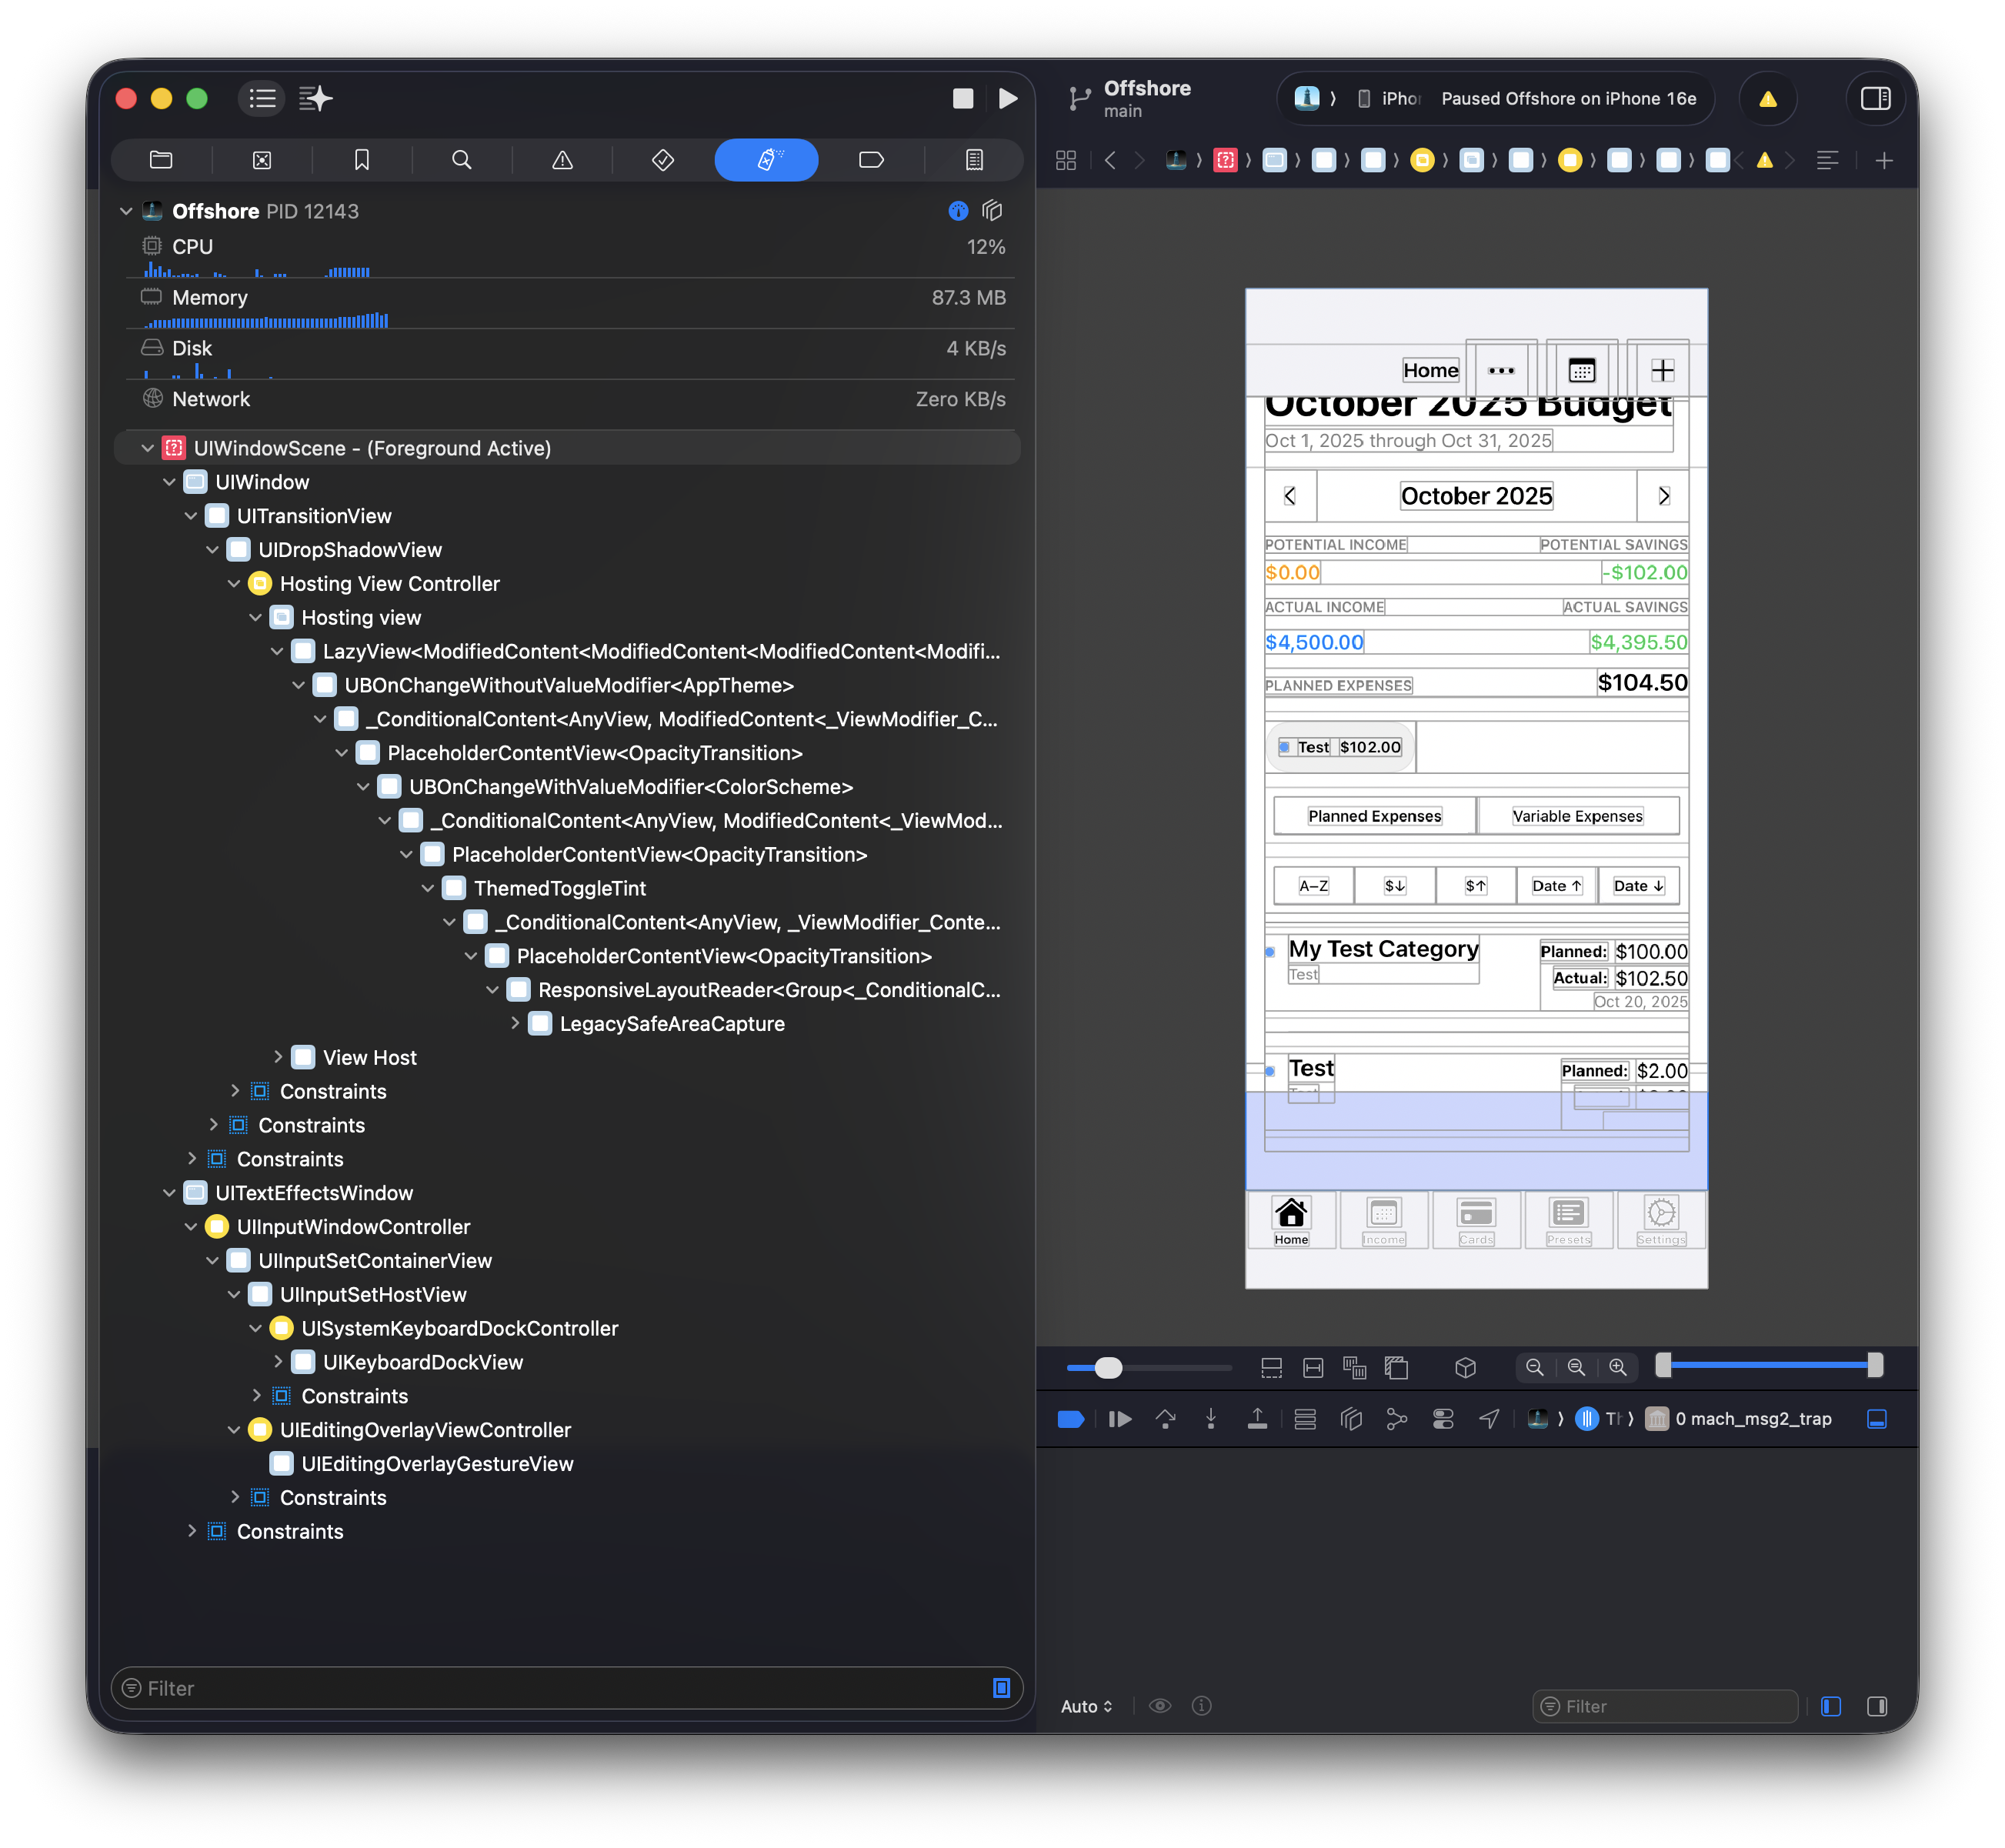 Offshore
main
iPhor
Paused Offshore on iPhone 16e
Offshore PID 12143
CPU
12%
Memory
87.3 MB
Disk
4 KB/s
Network
Zero KB/s
UIWindowScene - (Foreground Active)
UIWindow
UITransitionView
UIDropShadowView
Hosting View Controller
Hosting view
LazyView<ModifiedContent<ModifiedContent<ModifiedContent<Modifi...
UBOnChangeWithoutValueModifier<AppTheme>
_ConditionalContent<AnyView, ModifiedContent<_ViewModifier_C...
PlaceholderContentView<OpacityTransition>
UBOnChangeWithValueModifier<ColorScheme>
_ConditionalContent<AnyView, ModifiedContent<_ViewMod...
PlaceholderContentView<OpacityTransition>
ThemedToggleTint
_ConditionalContent<AnyView, _ViewModifier_Conte...
PlaceholderContentView<OpacityTransition>
ResponsiveLayoutReader<Group<_ConditionalC...
LegacySafeAreaCapture
View Host
Constraints
Constraints
Constraints
UITextEffectsWindow
UIInputWindowController
UIInputSetContainerView
UIInputSetHostView
UISystemKeyboardDockController
UIKeyboardDockView
Constraints
UIEditingOverlayViewController
UIEditingOverlayGestureView
Constraints
Constraints
Filter
Home
October 2025 Budget
Oct 1, 2025 through Oct 31, 2025
October 2025
POTENTIAL INCOME
POTENTIAL SAVINGS
$0.00
-$102.00
ACTUAL INCOME
ACTUAL SAVINGS
$4,500.00
$4,395.50
PLANNED EXPENSES
$104.50
Test $102.00
Planned Expenses
Variable Expenses
A–Z
$↓
$↑
Date ↑
Date ↓
My Test Category
Test
Planned: $100.00
Actual: $102.50
Oct 20, 2025
Test
Planned: $2.00
Home
Income
Cards
Presets
Settings
0 mach_msg2_trap
Auto
Filter